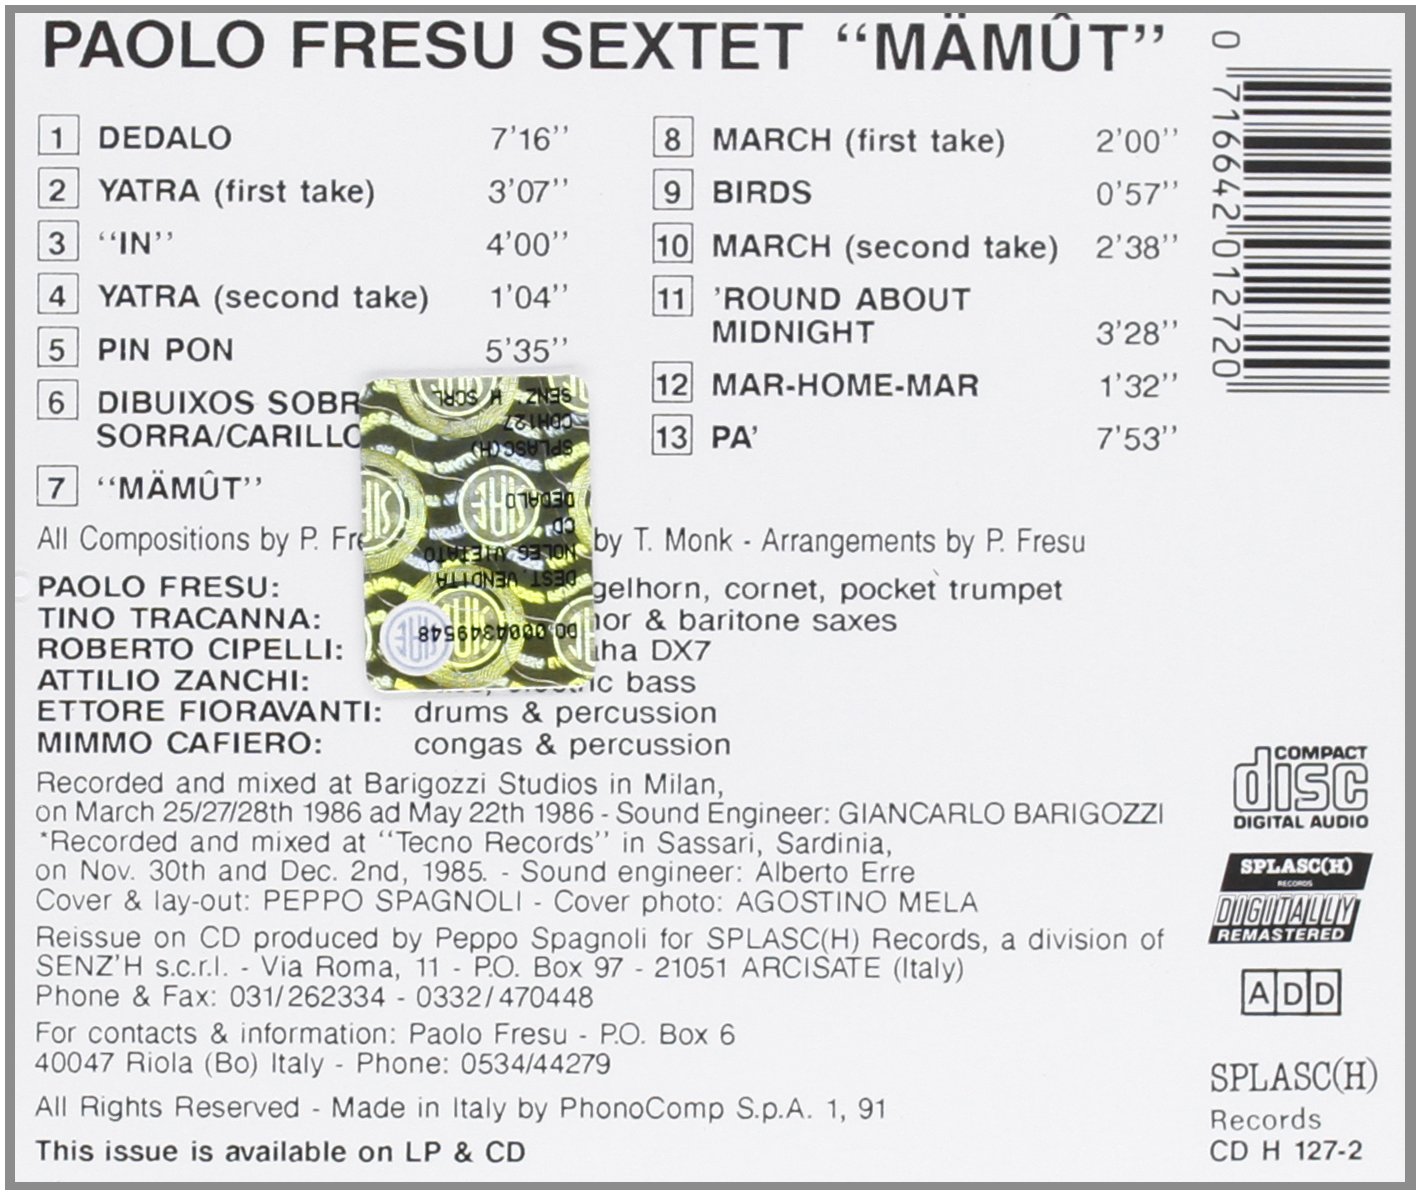 PAOLO FRESU SEXTET “MÄMÛT”
1 DEDALO 7'16''
2 YATRA (first take) 3'07''
3 “IN” 4'00''
4 YATRA (second take) 1'04''
5 PIN PON 5'35''
6 DIBUIXOS SOBR
SORRA/CARILLO
7 “MÄMÛT”
8 MARCH (first take) 2'00''
9 BIRDS 0'57''
10 MARCH (second take) 2'38''
11 'ROUND ABOUT
MIDNIGHT 3'28''
12 MAR-HOME-MAR 1'32''
13 PA' 7'53''
0 716642 012720
SENZ. H SCRL
CDH127
SPLASC(H)
DEDALO
CD
NOLEG.VIETATO
DEST. VENDITA
DO 0004349548
SIAE
All Compositions by P. Fre by T. Monk - Arrangements by P. Fresu
PAOLO FRESU: gelhorn, cornet, pocket trumpet
TINO TRACANNA: nor & baritone saxes
ROBERTO CIPELLI: aha DX7
ATTILIO ZANCHI: electric bass
ETTORE FIORAVANTI: drums & percussion
MIMMO CAFIERO: congas & percussion
Recorded and mixed at Barigozzi Studios in Milan,
on March 25/27/28th 1986 ad May 22th 1986 - Sound Engineer: GIANCARLO BARIGOZZI
*Recorded and mixed at “Tecno Records” in Sassari, Sardinia,
on Nov. 30th and Dec. 2nd, 1985. - Sound engineer: Alberto Erre
Cover & lay-out: PEPPO SPAGNOLI - Cover photo: AGOSTINO MELA
Reissue on CD produced by Peppo Spagnoli for SPLASC(H) Records, a division of
SENZ'H s.c.r.l. - Via Roma, 11 - P.O. Box 97 - 21051 ARCISATE (Italy)
Phone & Fax: 031/262334 - 0332/470448
For contacts & information: Paolo Fresu - P.O. Box 6
40047 Riola (Bo) Italy - Phone: 0534/44279
All Rights Reserved - Made in Italy by PhonoComp S.p.A. 1, 91
This issue is available on LP & CD
COMPACT
disc
DIGITAL AUDIO
SPLASC(H)
RECORDS
DIGITALLY
REMASTERED
ADD
SPLASC(H)
Records
CD H 127-2